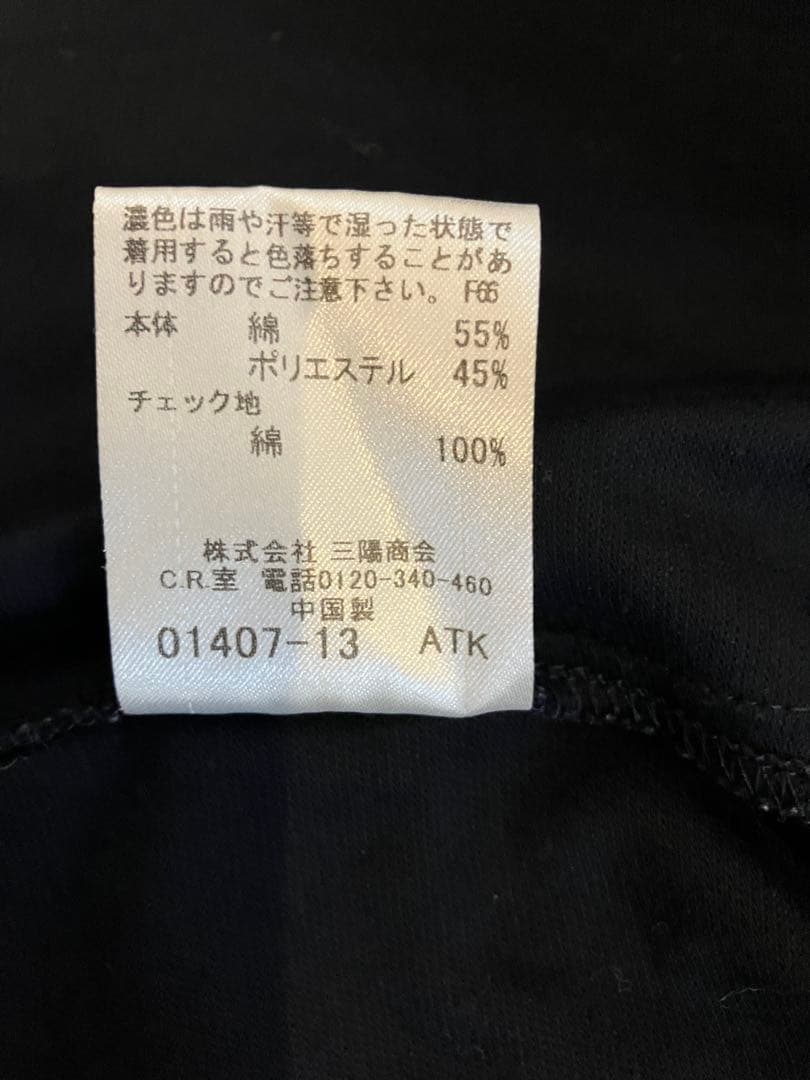 濃色は雨や汗等で湿った状態で
着用すると色落ちすることがあ
りますのでご注意下さい。 F66
本体 綿 55%
ポリエステル 45%
チェック地
綿 100%
株式会社 三陽商会
C.R.室 電話0120-340-460
中国製
01407-13 ATK